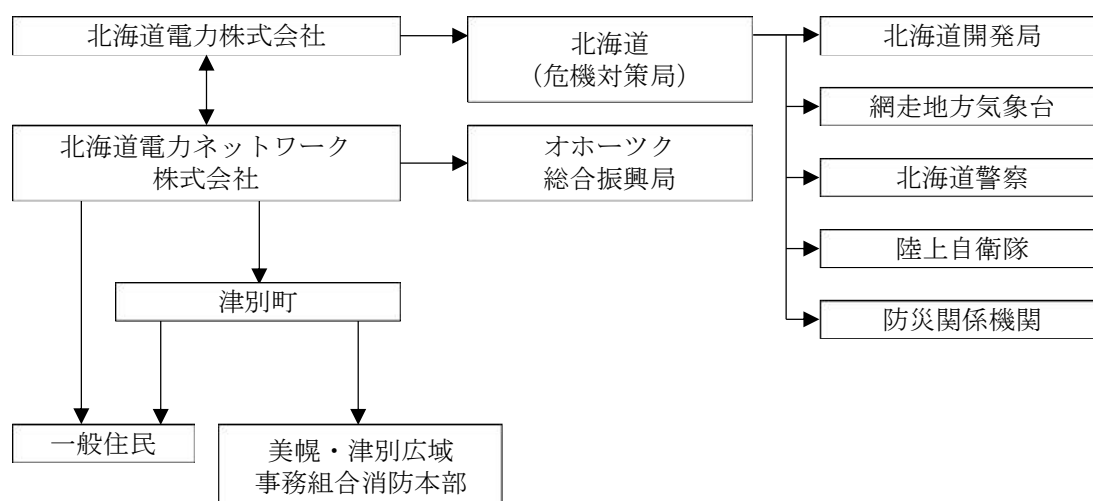 北海道電力株式会社
北海道
（危機対策局）
北海道開発局
網走地方気象台
北海道電力ネットワーク
株式会社
オホーツク
総合振興局
北海道警察
陸上自衛隊
津別町
防災関係機関
一般住民
美幌・津別広域
事務組合消防本部